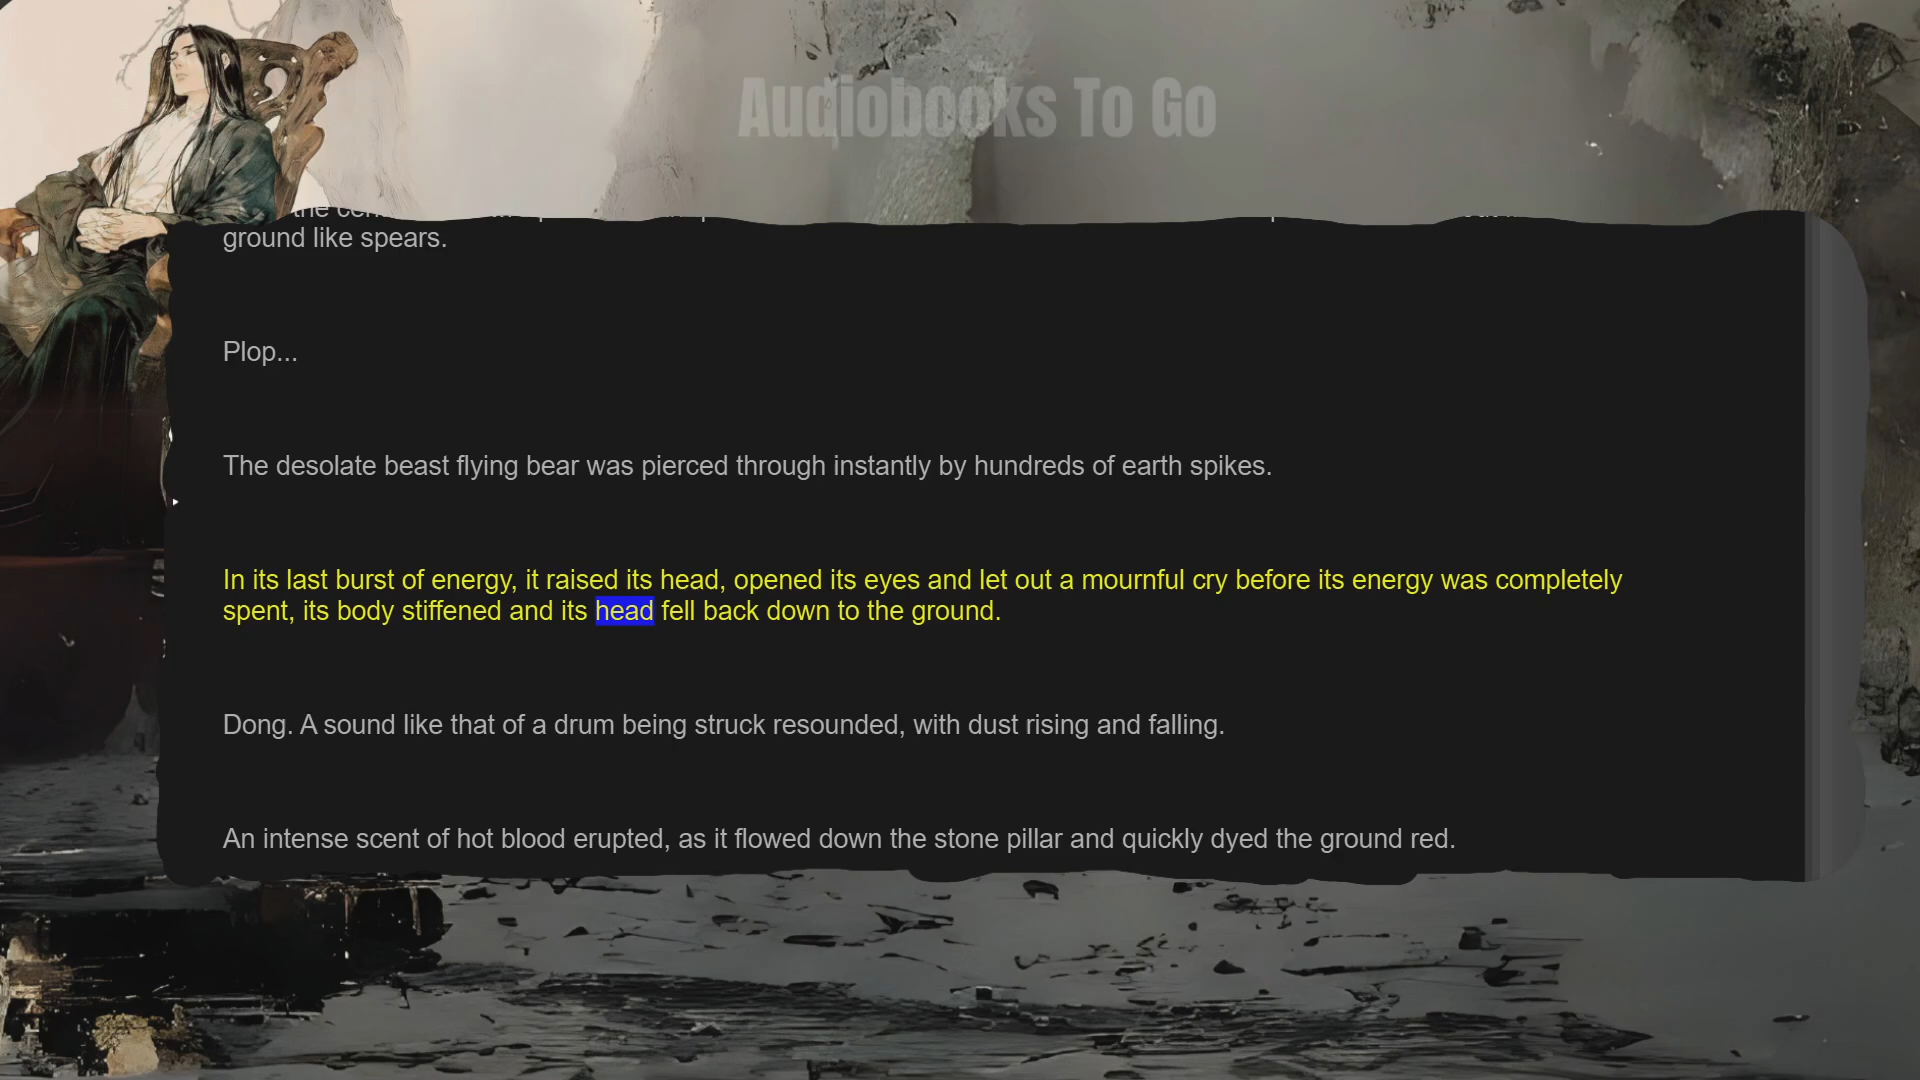 Audiobooks To Go
the
ground like spears.
Plop...
The desolate beast flying bear was pierced through instantly by hundreds of earth spikes.
In its last burst of energy, it raised its head, opened its eyes and let out a mournful cry before its energy was completely
spent, its body stiffened and its head fell back down to the ground.
Dong. A sound like that of a drum being struck resounded, with dust rising and falling.
An intense scent of hot blood erupted, as it flowed down the stone pillar and quickly dyed the ground red.